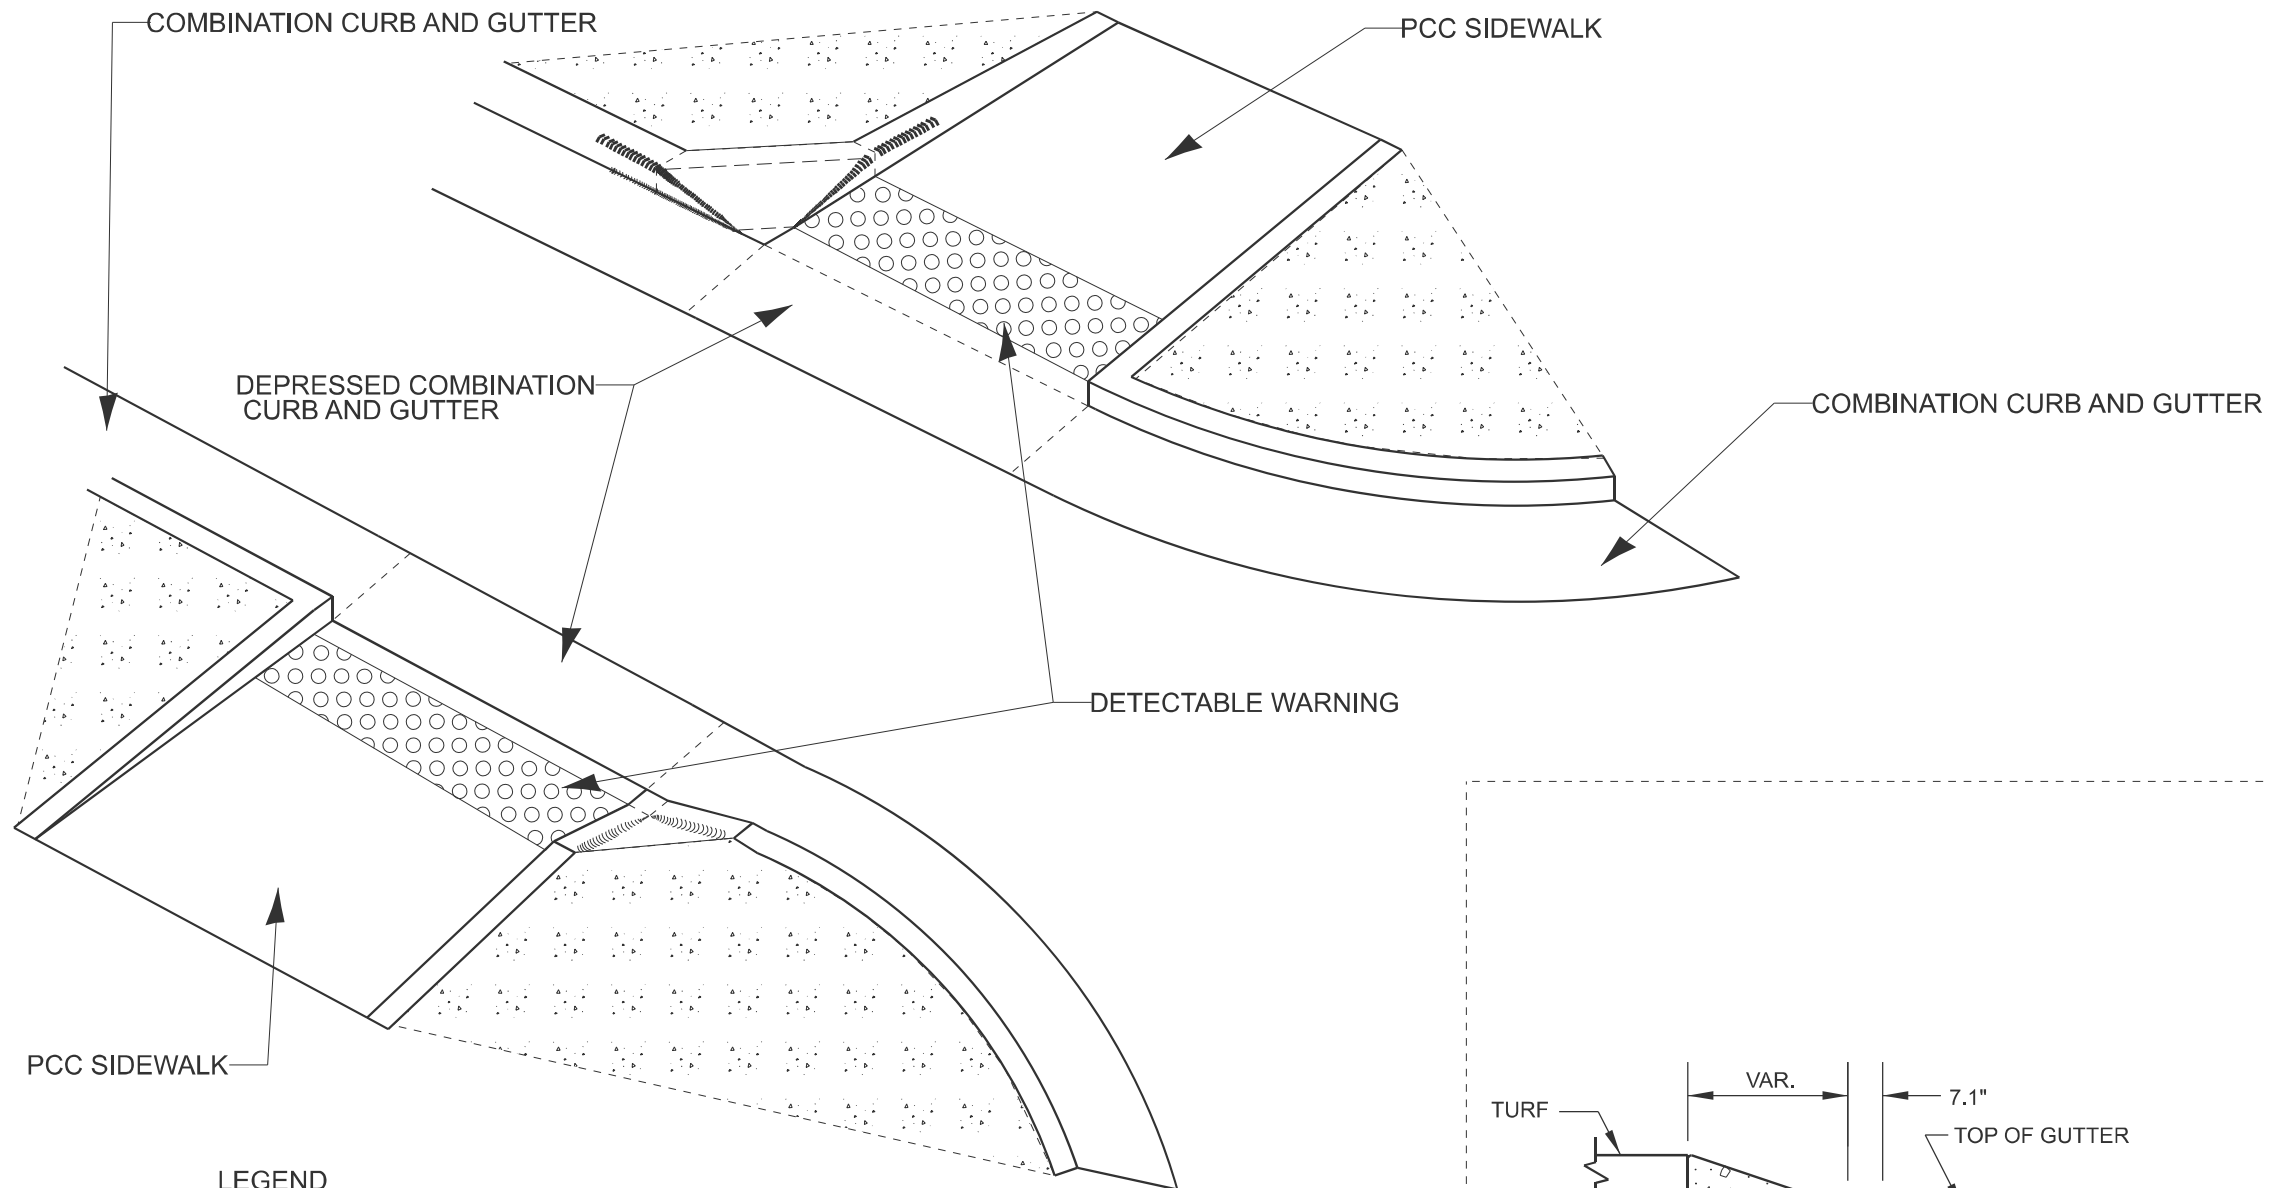 COMBINATION CURB AND GUTTER
PCC SIDEWALK
DEPRESSED COMBINATION
CURB AND GUTTER
COMBINATION CURB AND GUTTER
DETECTABLE WARNING
PCC SIDEWALK
VAR.
7.1"
TURF
TOP OF GUTTER
LEGEND